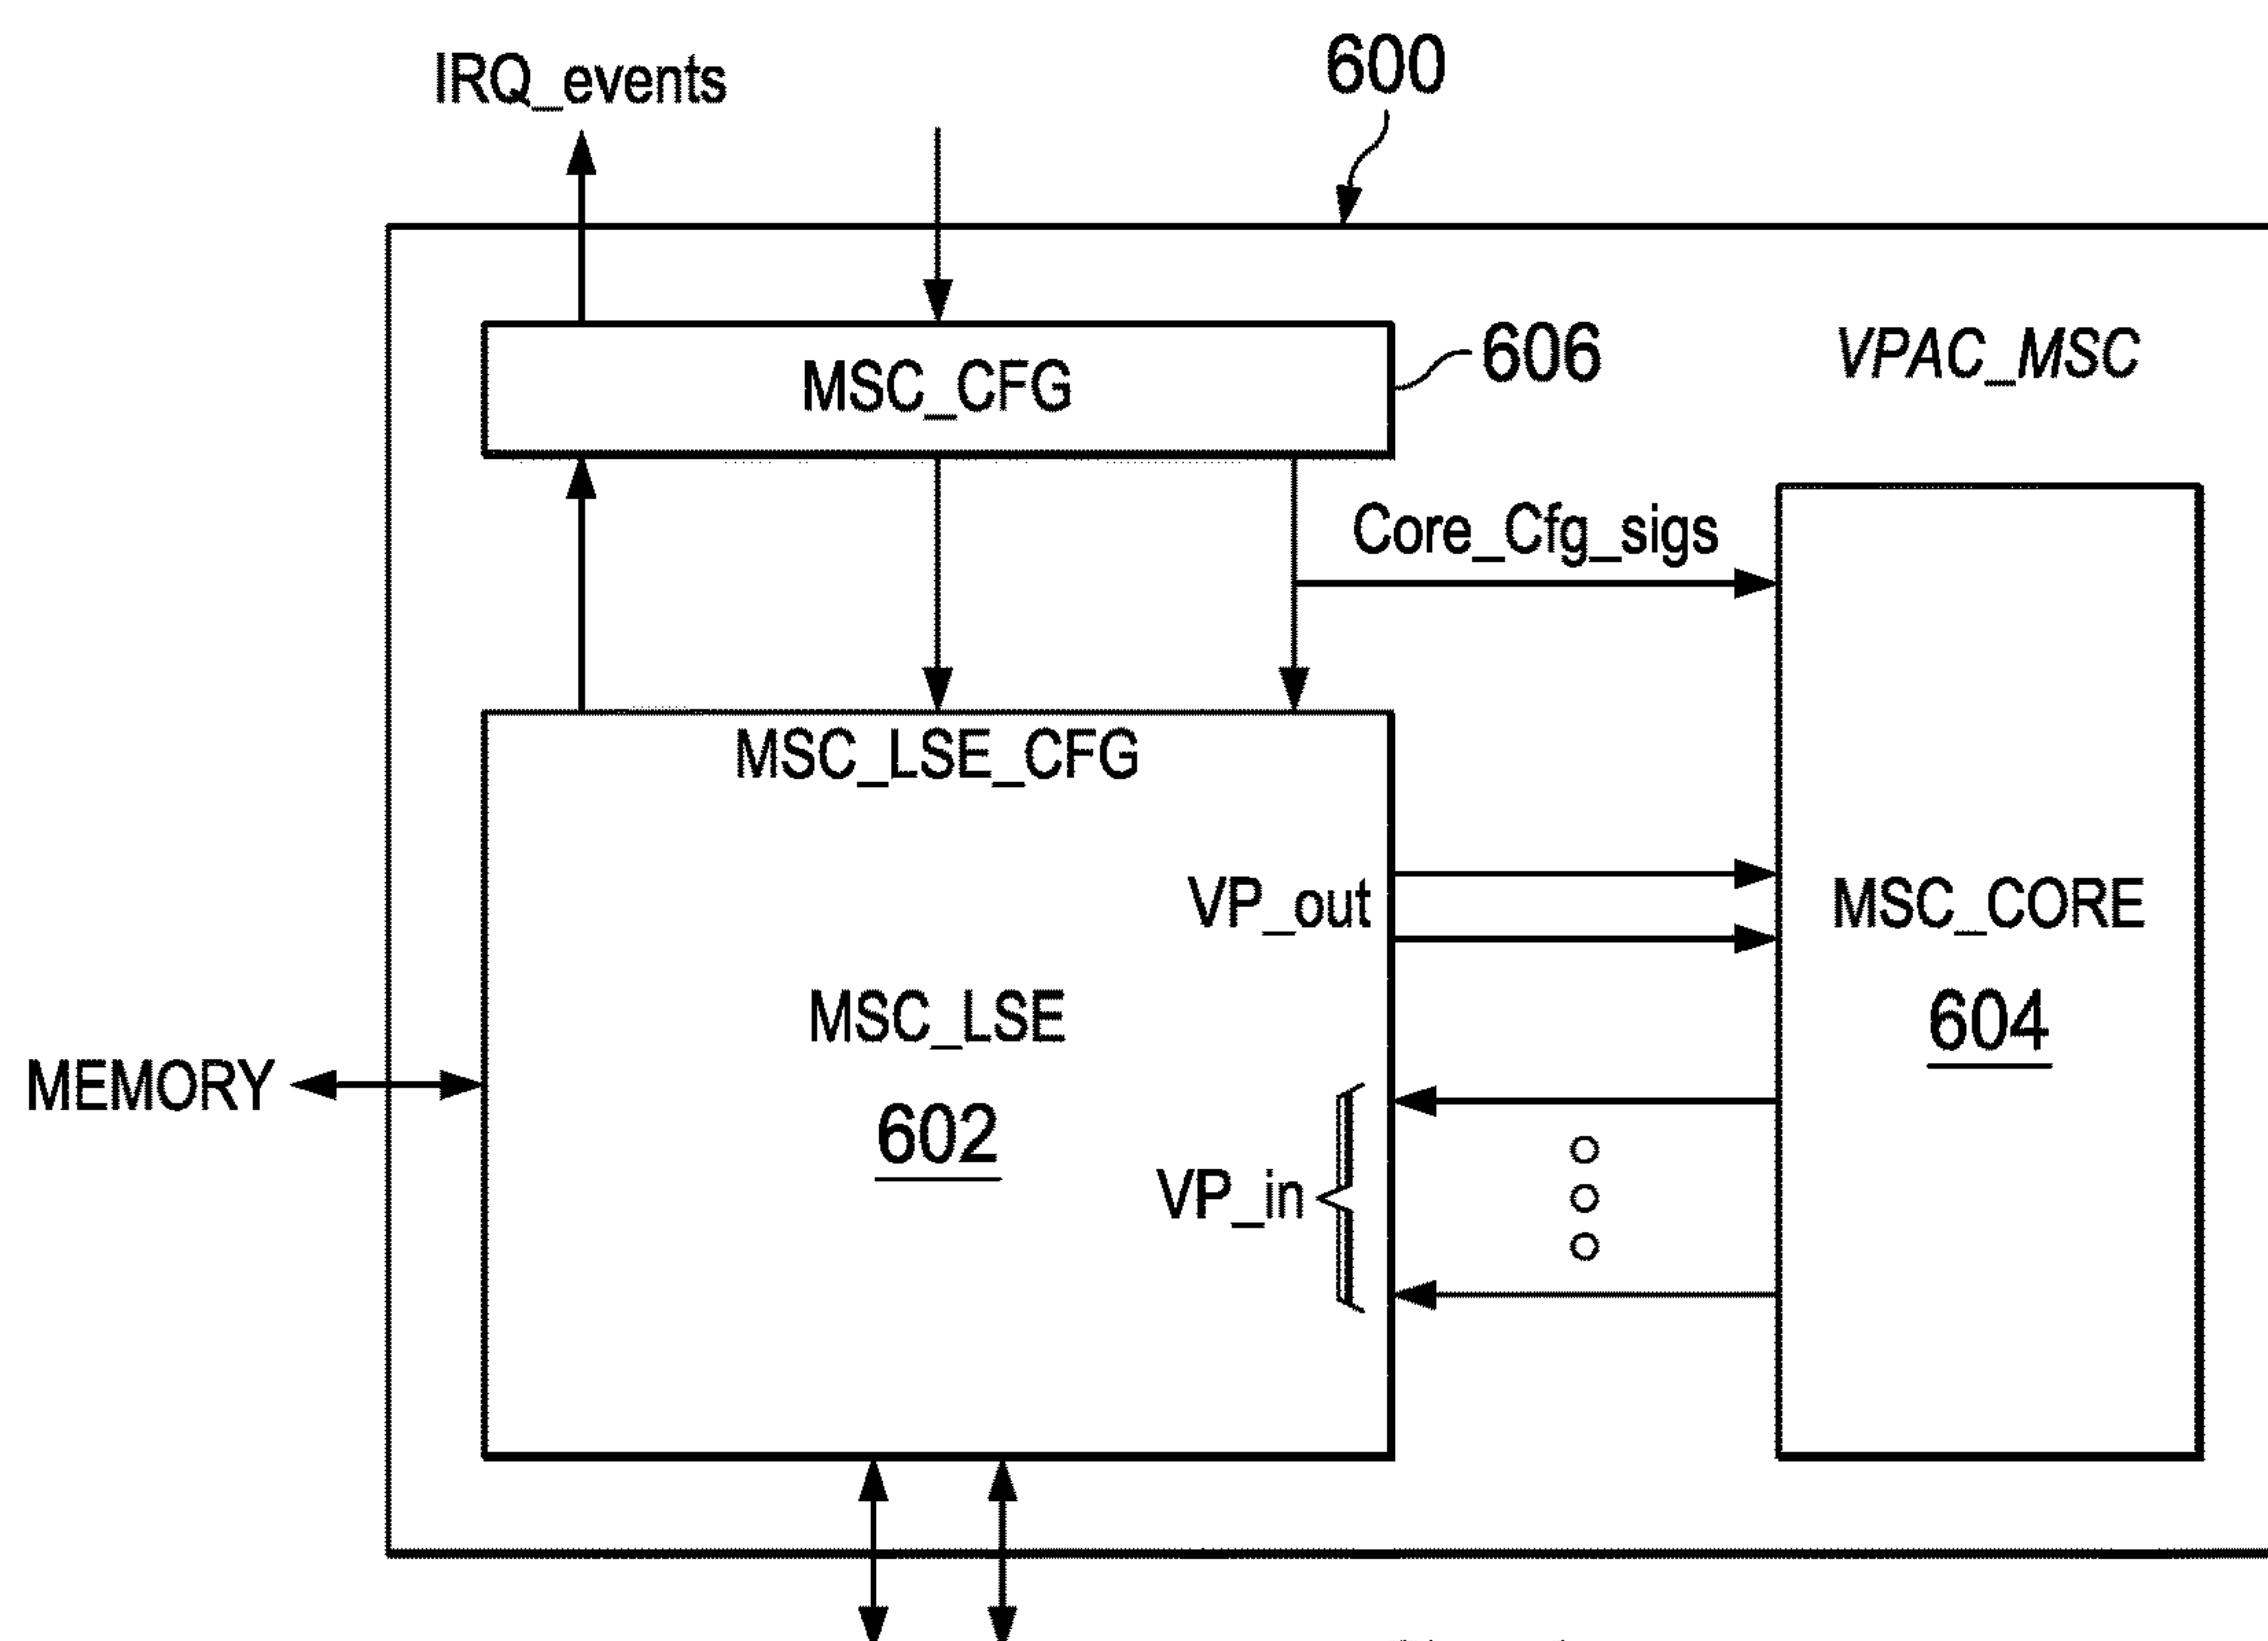 IRQ_events
600
MSC_CFG
606
VPAC_MSC
Core_Cfg_sigs
MSC_LSE_CFG
VP_out
MSC_CORE
604
MSC_LSE
602
MEMORY
VP_in